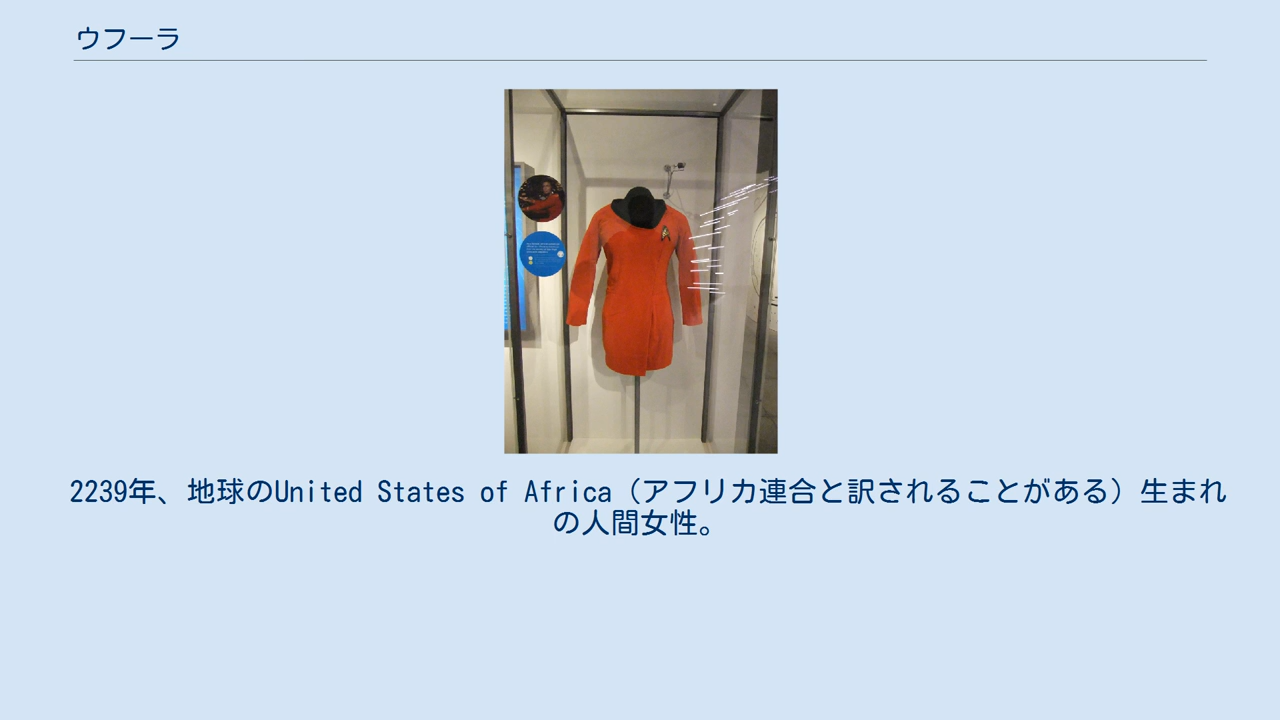 ウフーラ
2239年、地球のUnited States of Africa（アフリカ連合と訳されることがある）生まれ
の人間女性。